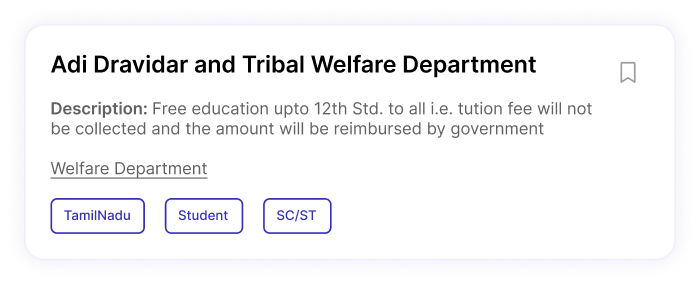 Adi Dravidar and Tribal Welfare Department
Description: Free education upto 12th Std. to all i.e. tution fee will not
be collected and the amount will be reimbursed by government
Welfare Department
TamilNadu
Student
SC/ST